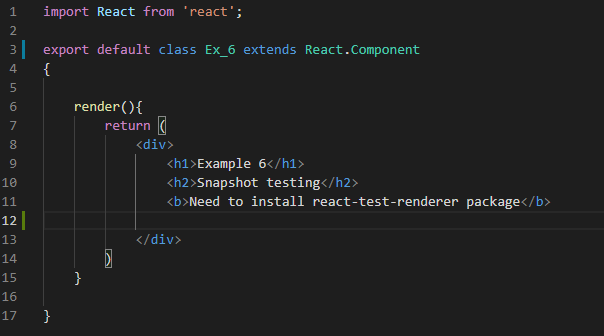 1 import React from 'react';
2
3 export default class Ex_6 extends React.Component
4 {
5
6 render(){
7 return (
8 <div>
9 <h1>Example 6</h1>
10 <h2>Snapshot testing</h2>
11 <b>Need to install react-test-renderer package</b>
12
13 </div>
14 )
15 }
16
17 }